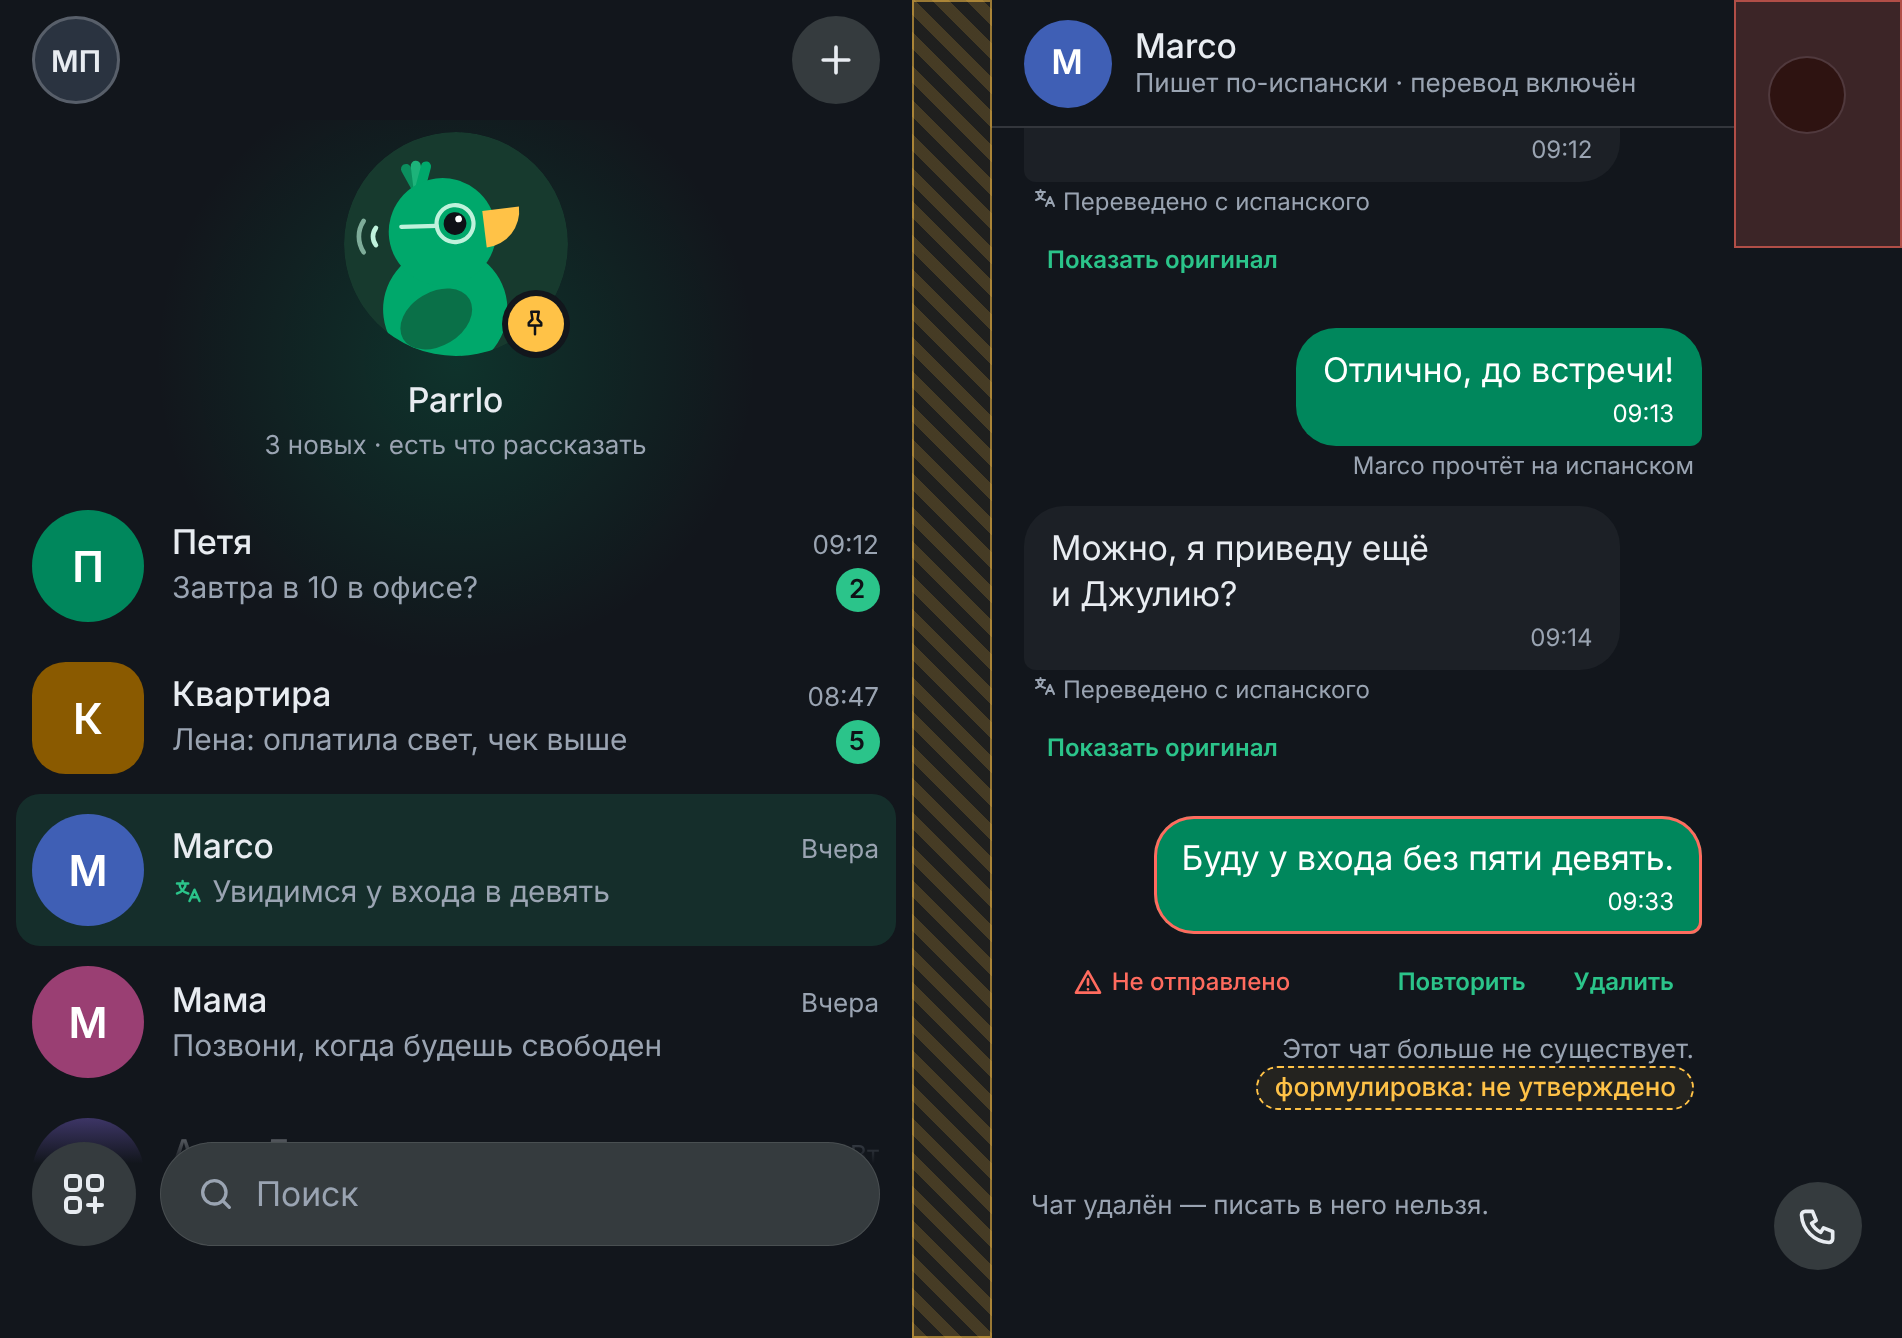 МП
Parrlo
3 новых · есть что рассказать
П
Петя
09:12
Завтра в 10 в офисе?
2
К
Квартира
08:47
Лена: оплатила свет, чек выше
5
M
Marco
Вчера
Увидимся у входа в девять
М
Мама
Вчера
Позвони, когда будешь свободен
Поиск
M
Marco
Пишет по-испански · перевод включён
09:12
Переведено с испанского
Показать оригинал
Отлично, до встречи!
09:13
Marco прочтёт на испанском
Можно, я приведу ещё
и Джулию?
09:14
Переведено с испанского
Показать оригинал
Буду у входа без пяти девять.
09:33
Не отправлено
Повторить
Удалить
Этот чат больше не существует.
формулировка: не утверждено
Чат удалён — писать в него нельзя.